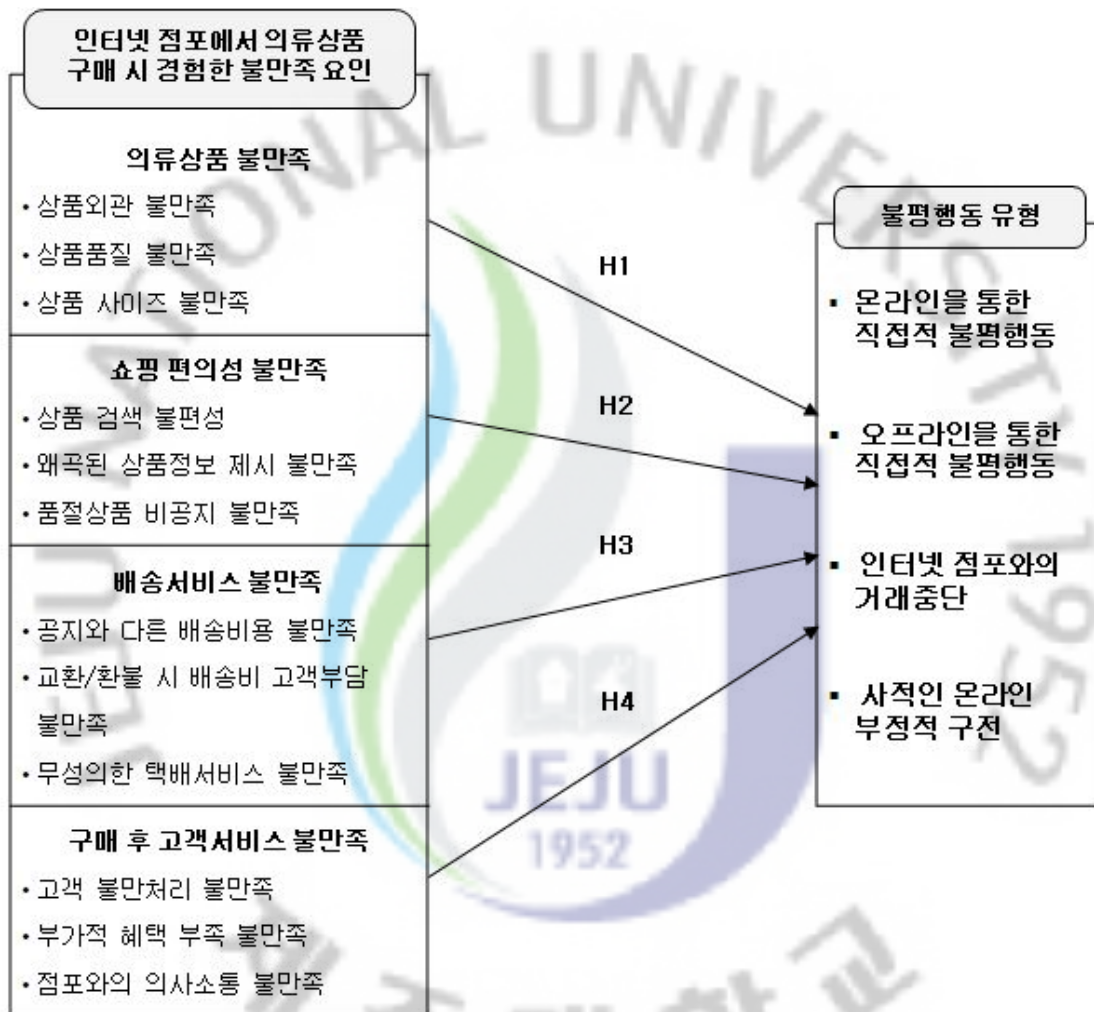 인터넷 점포에서 의류상품
구매 시 경험한 불만족 요인
의류상품 불만족
• 상품외관 불만족
• 상품품질 불만족
• 상품 사이즈 불만족
쇼핑 편의성 불만족
• 상품 검색 불편성
• 왜곡된 상품정보 제시 불만족
• 품절상품 비공지 불만족
배송서비스 불만족
• 공지와 다른 배송비용 불만족
• 교환/환불 시 배송비 고객부담
불만족
• 무성의한 택배서비스 불만족
구매 후 고객서비스 불만족
• 고객 불만처리 불만족
• 부가적 혜택 부족 불만족
• 점포와의 의사소통 불만족
H1
H2
H3
H4
불평행동 유형
▪ 온라인을 통한
직접적 불평행동
▪ 오프라인을 통한
직접적 불평행동
▪ 인터넷 점포와의
거래중단
▪ 사적인 온라인
부정적 구전
JEJU NATIONAL UNIVERSITY 1952
JEJU
1952